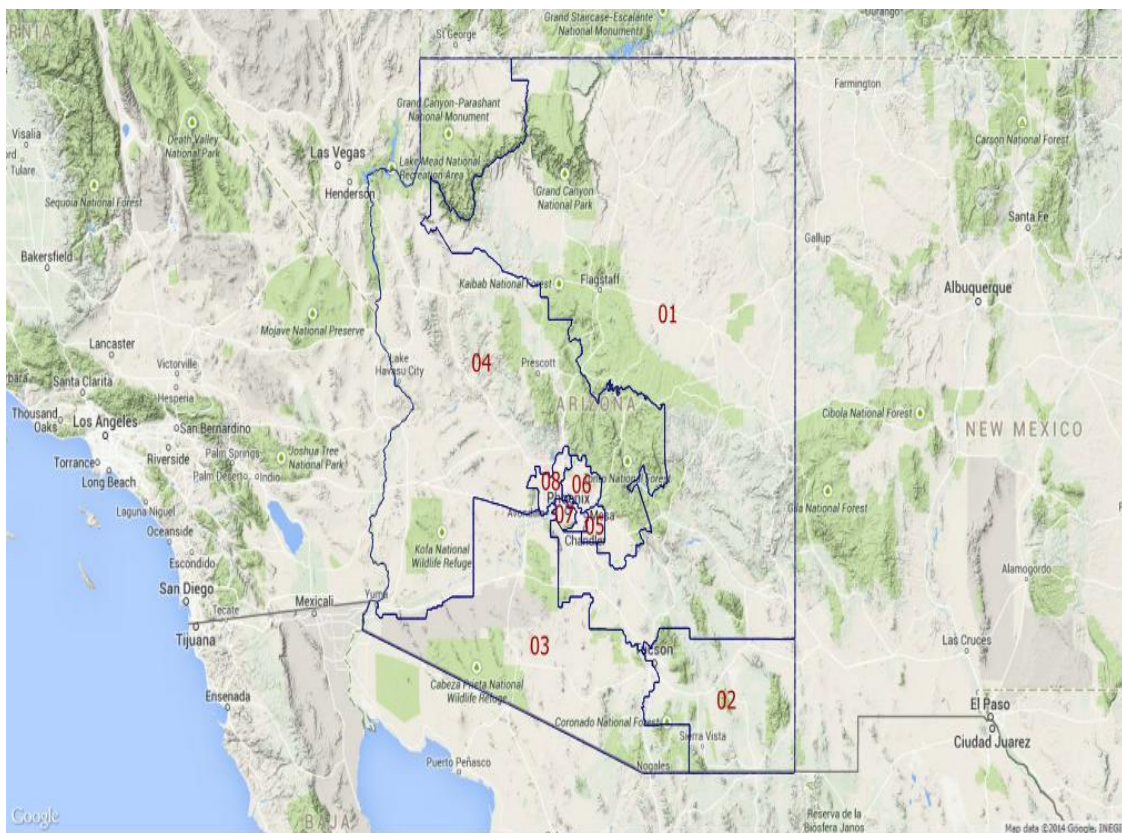 Grand Staircase-Escalante
National Monuments
St George
Farmington
Grand Canyon-Parashant
National Monument
Visalia
Tulare
Death Valley
National Park
Las Vegas
Henderson
Lake Mead National
Recreation Area
Carson National Forest
Sequoia National Forest
Grand Canyon
National Park
Santa Fe
Bakersfield
Gallup
Kaibab National Forest
Flagstaff
Albuquerque
01
Mojave National Preserve
Lancaster
Victorville
Hesperia
Lake
Havasu City
04
Prescott
Santa Clarita
Thousand
Oaks
Los Angeles
San Bernardino
ARIZONA
Cibola National Forest
NEW MEXICO
Torrance
Riverside
Palm Springs
Joshua Tree
National Park
Long Beach
Palm Desert
Indio
Laguna Niguel
Oceanside
Escondido
08
06
Phoenix
07
05
Mesa
Chandler
Gila National Forest
Kofa National
Wildlife Refuge
Alamogordo
San Diego
Tecate
Mexicali
Yuma
Tijuana
Las Cruces
03
Tucson
Cabeza Prieta National
Wildlife Refuge
02
Ensenada
Coronado National Forest
Sierra Vista
El Paso
Ciudad Juarez
Nogales
Puerto Peñasco
Google
BAJA
Reserva de la
Biósfera Janos
Map data ©2014 Google, INEGI